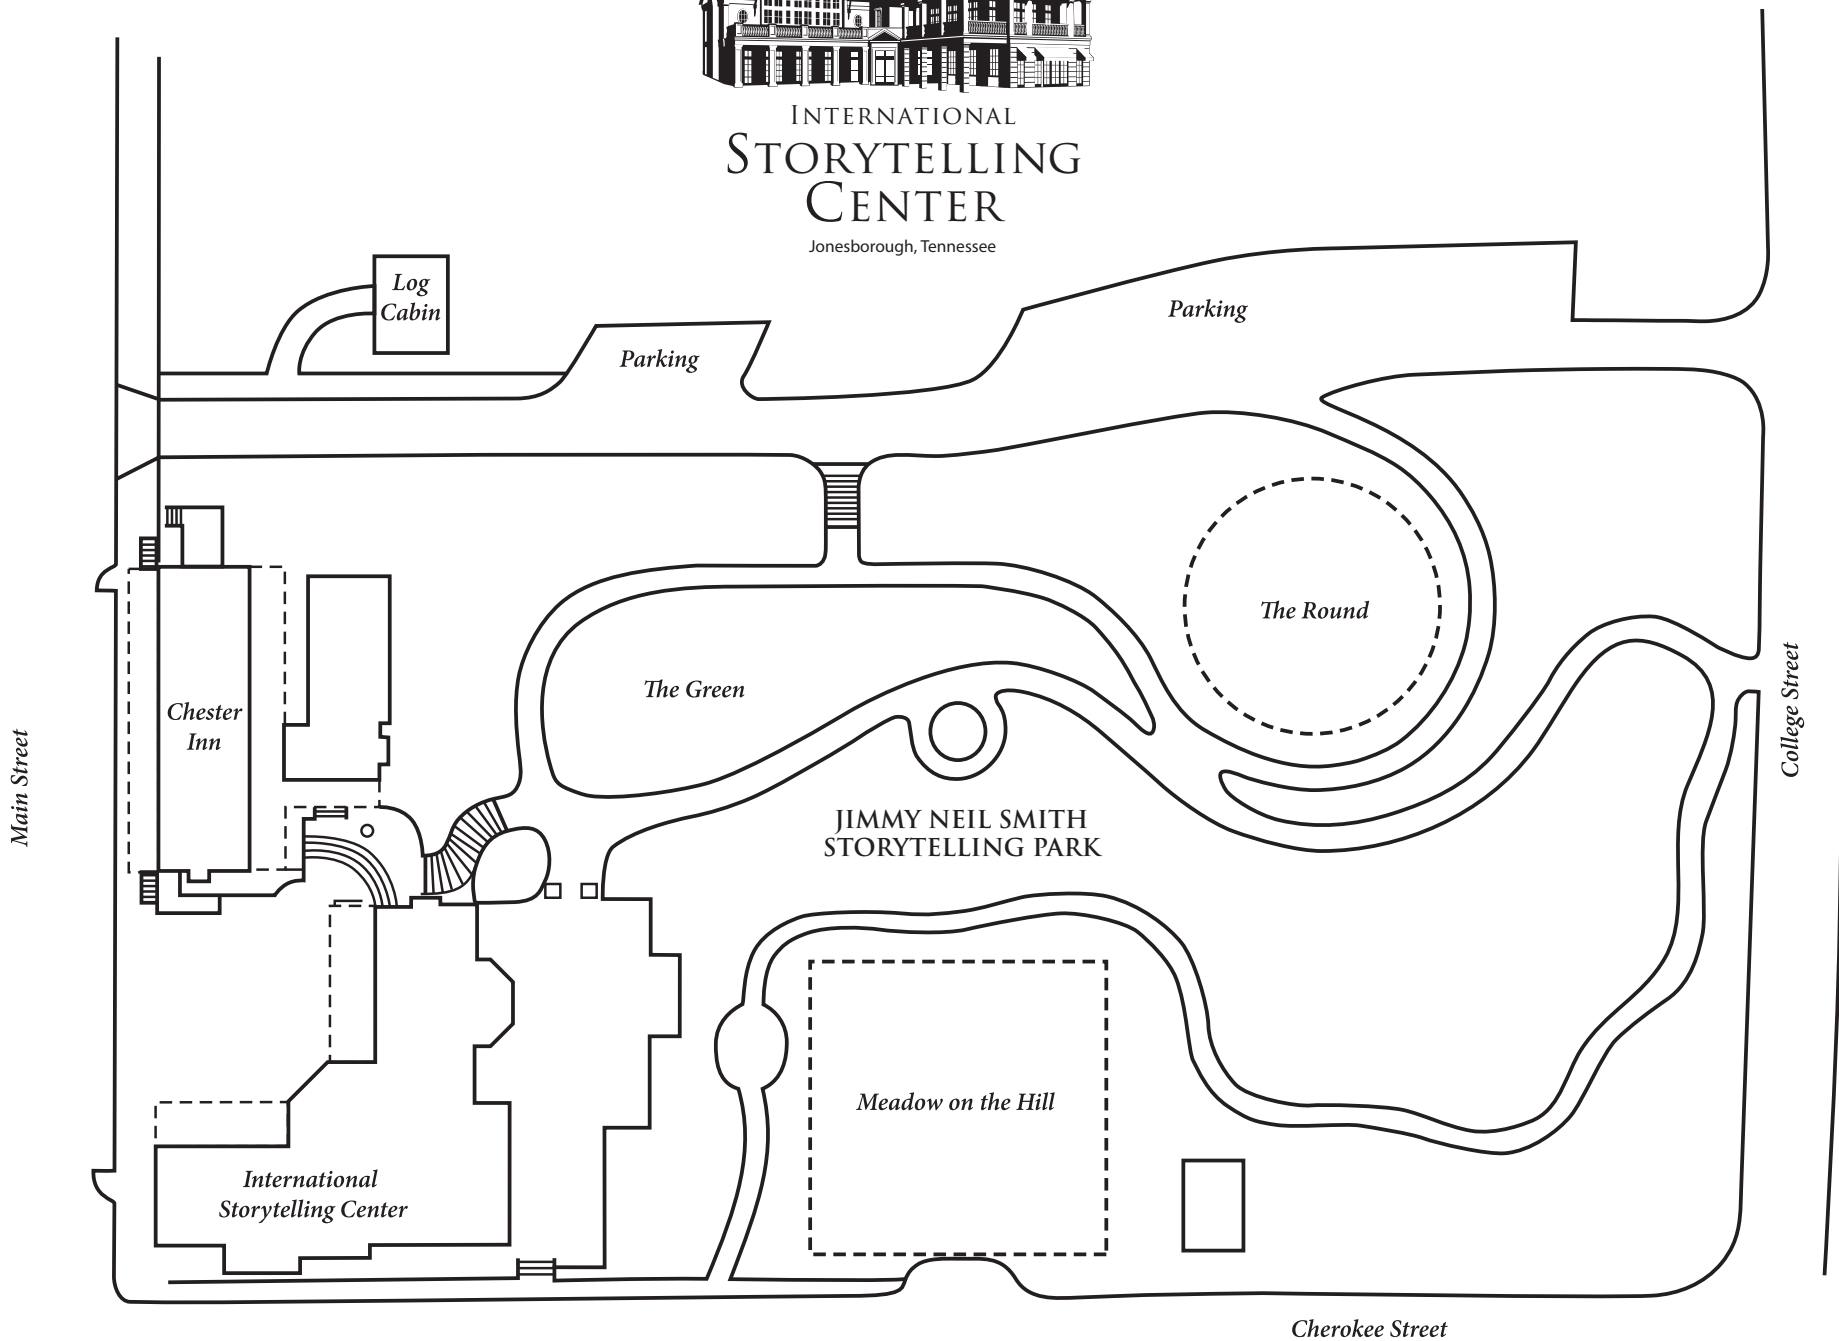 INTERNATIONAL
STORYTELLING
CENTER
Jonesborough, Tennessee
Log
Cabin
Parking
Parking
The Round
The Green
Chester
Inn
Main Street
College Street
JIMMY NEIL SMITH
STORYTELLING PARK
Meadow on the Hill
International
Storytelling Center
Cherokee Street